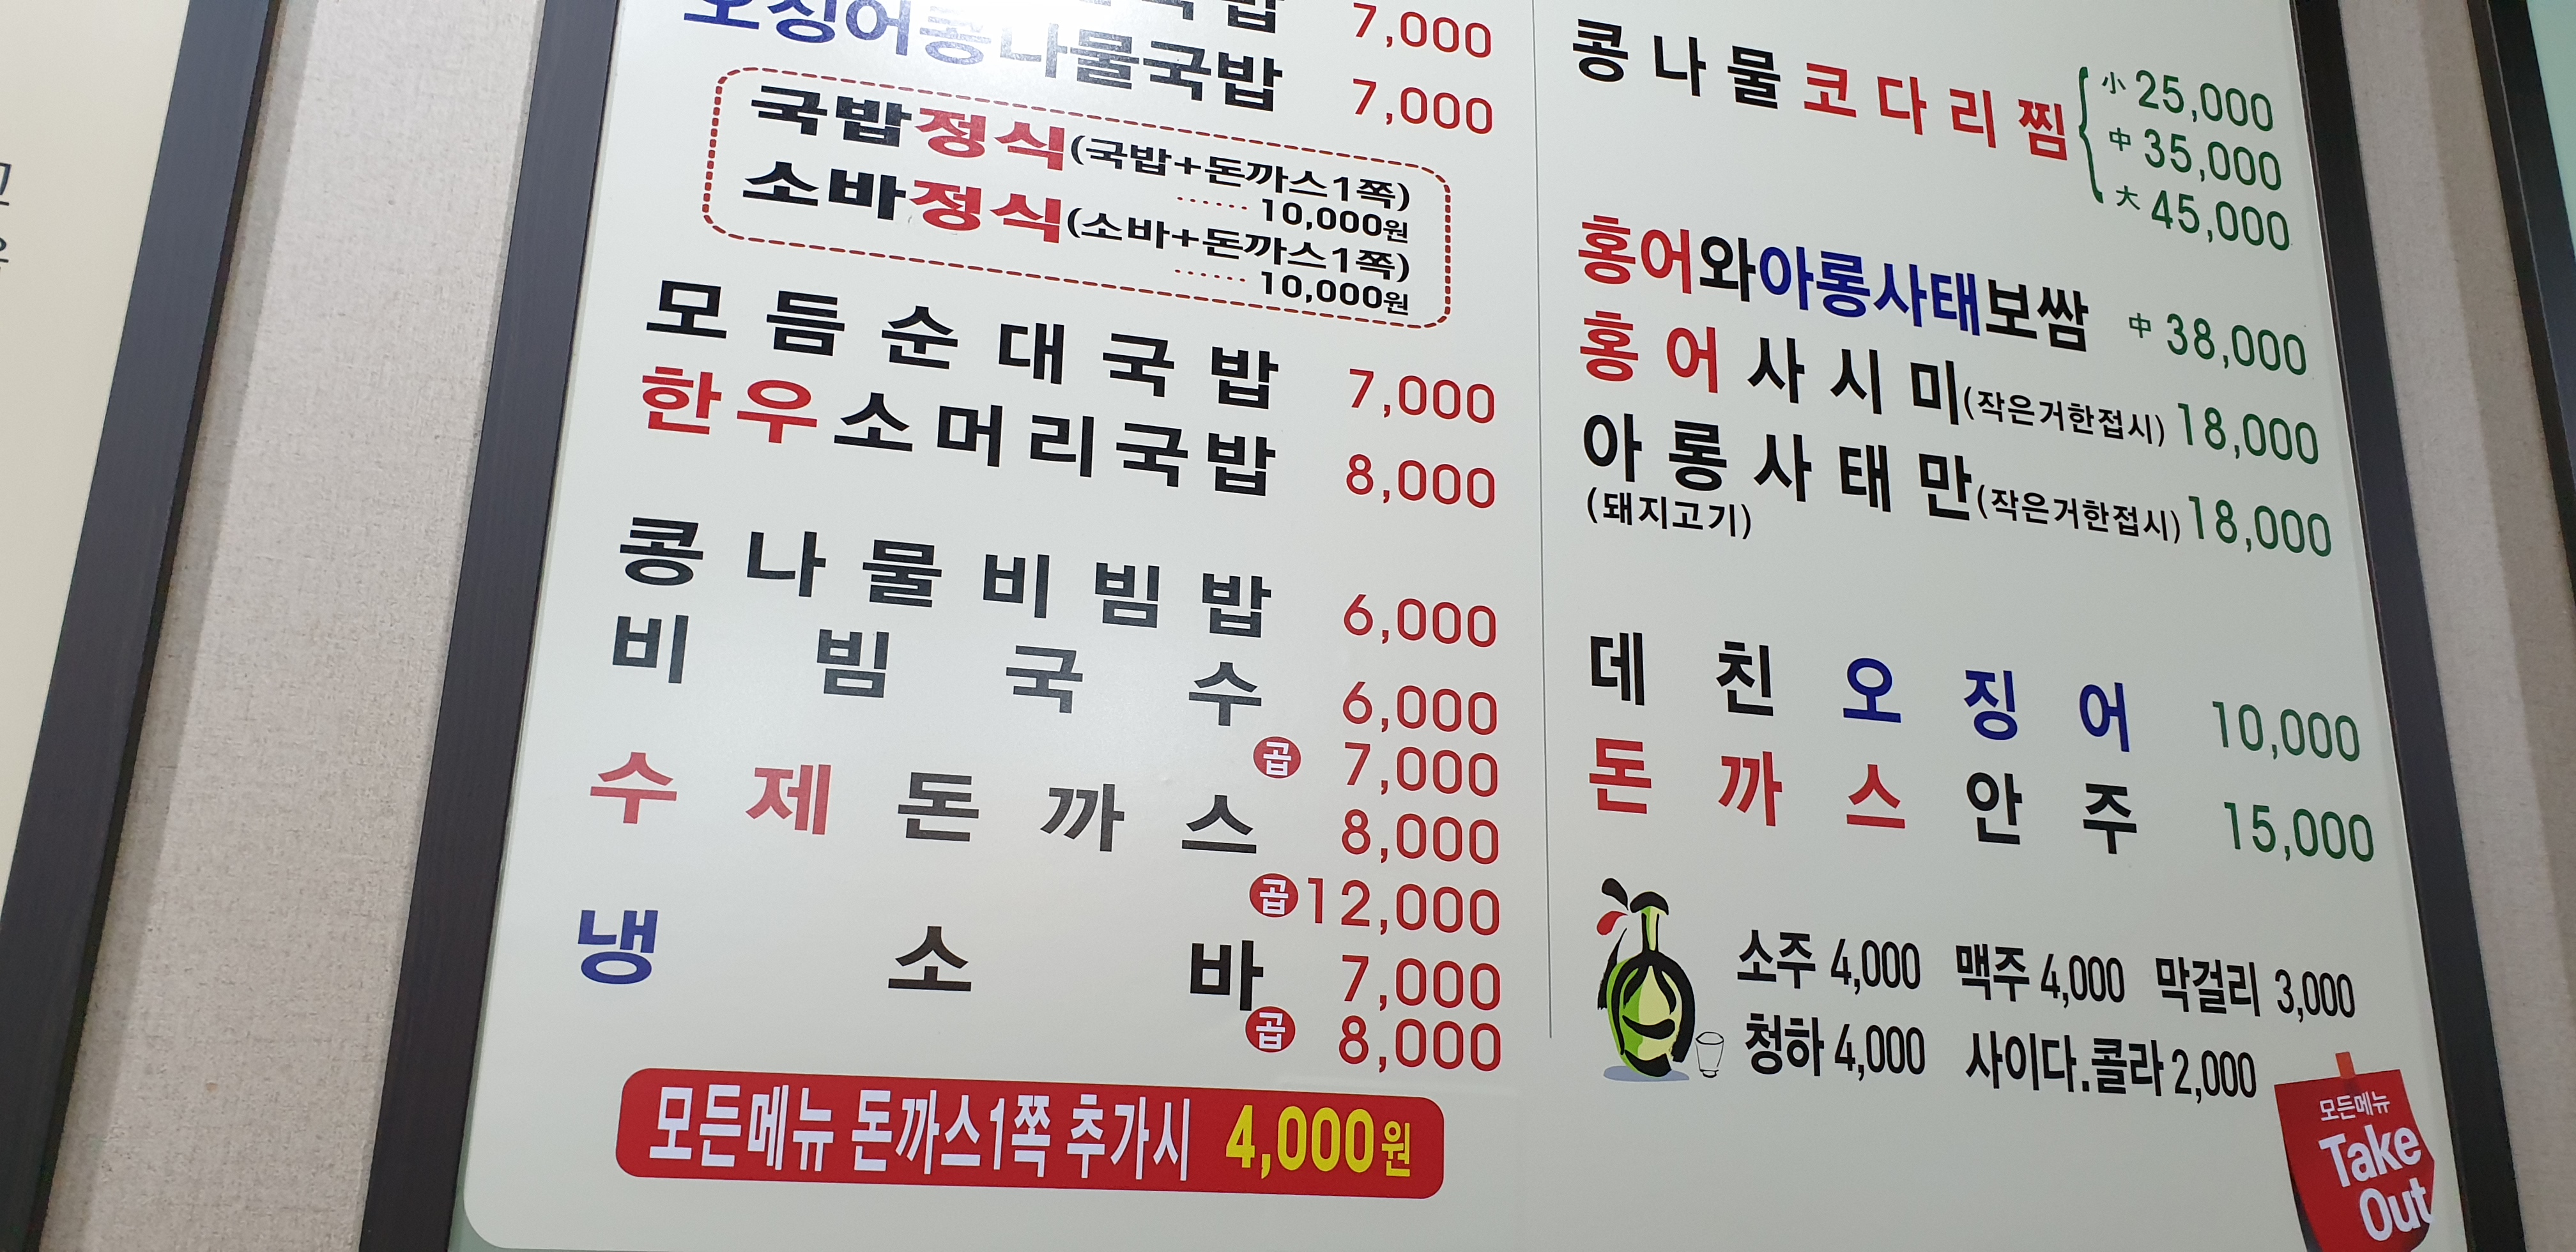 국밥 7,000
오징어콩나물국밥 7,000
국밥정식(국밥+돈까스1쪽)
······ 10,000원
소바정식(소바+돈까스1쪽)
······ 10,000원
모듬순대국밥 7,000
한우소머리국밥 8,000
콩나물비빔밥 6,000
비빔국수 6,000
곱 7,000
수제돈까스 8,000
곱 12,000
냉소바 7,000
곱 8,000
모든메뉴 돈까스1쪽 추가시 4,000원
콩나물코다리찜
小 25,000
中 35,000
大 45,000
홍어와아롱사태보쌈 中 38,000
홍어사시미(작은거한접시) 18,000
아롱사태만(작은거한접시) 18,000
(돼지고기)
데친오징어 10,000
돈까스안주 15,000
소주 4,000 맥주 4,000 막걸리 3,000
청하 4,000 사이다.콜라 2,000
모든메뉴
Take
Out